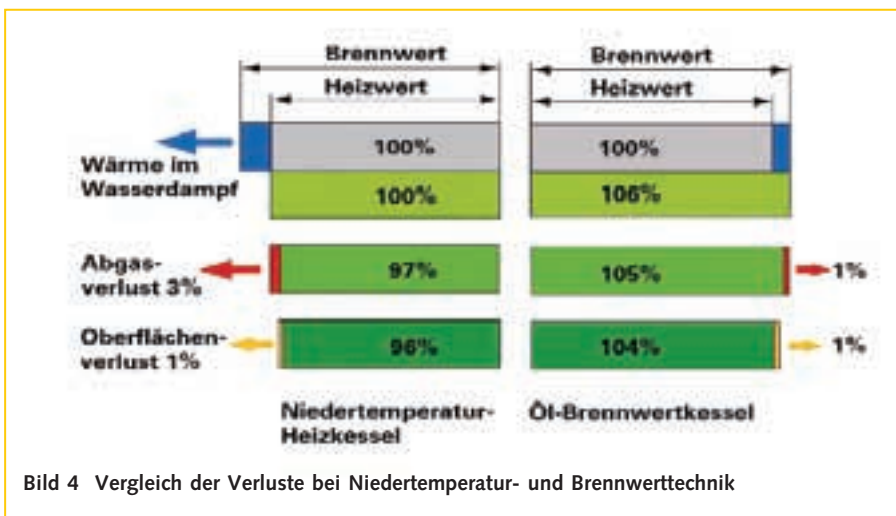 Brennwert
Brennwert
Heizwert
Heizwert
Wärme im
Wasserdampf
100%
100%
100%
106%
Abgas-
verlust 3%
97%
105%
1%
Oberflächen-
verlust 1%
96%
104%
1%
Niedertemperatur-
Heizkessel
Öl-Brennwertkessel
Bild 4 Vergleich der Verluste bei Niedertemperatur- und Brennwerttechnik